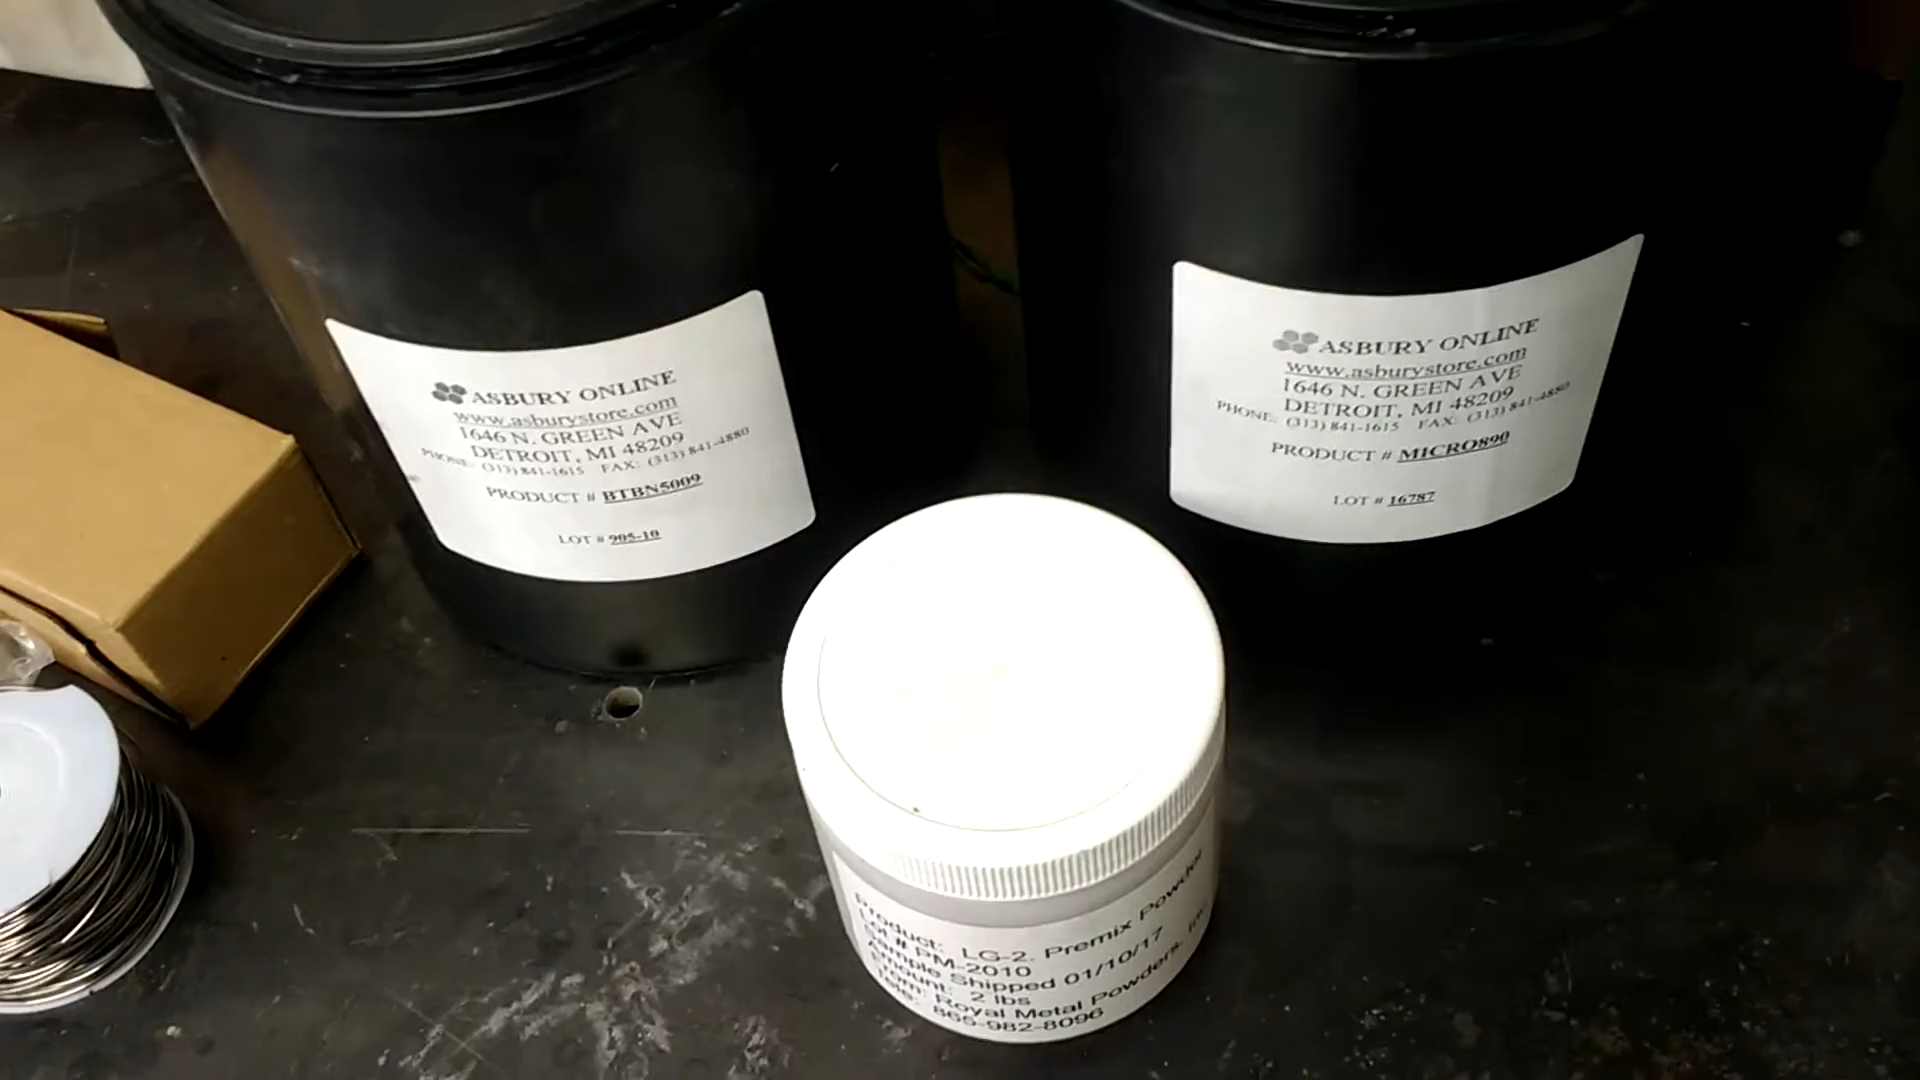 ASBURY ONLINE
www.asburystore.com
1646 N. GREEN AVE
DETROIT, MI 48209
PHONE: (313) 841-1615 FAX: (313) 841-4880
PRODUCT # BTBN5009
LOT # 905-10
ASBURY ONLINE
www.asburystore.com
1646 N. GREEN AVE
DETROIT, MI 48209
PHONE: (313) 841-1615 FAX: (313) 841-4880
PRODUCT # MICRO890
LOT # 16787
Product: LG-2, Premix Powder
Lot # PM-2010
Sample Shipped 01/10/17
Amount: 2 lbs
From: Royal Metal Powders, Inc
Tele: 865-982-8096